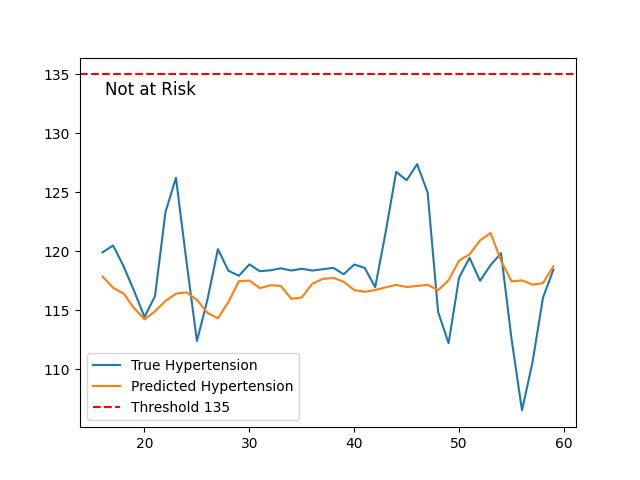 135
Not at Risk
130
125
120
115
110
True Hypertension
Predicted Hypertension
Threshold 135
20 30 40 50 60